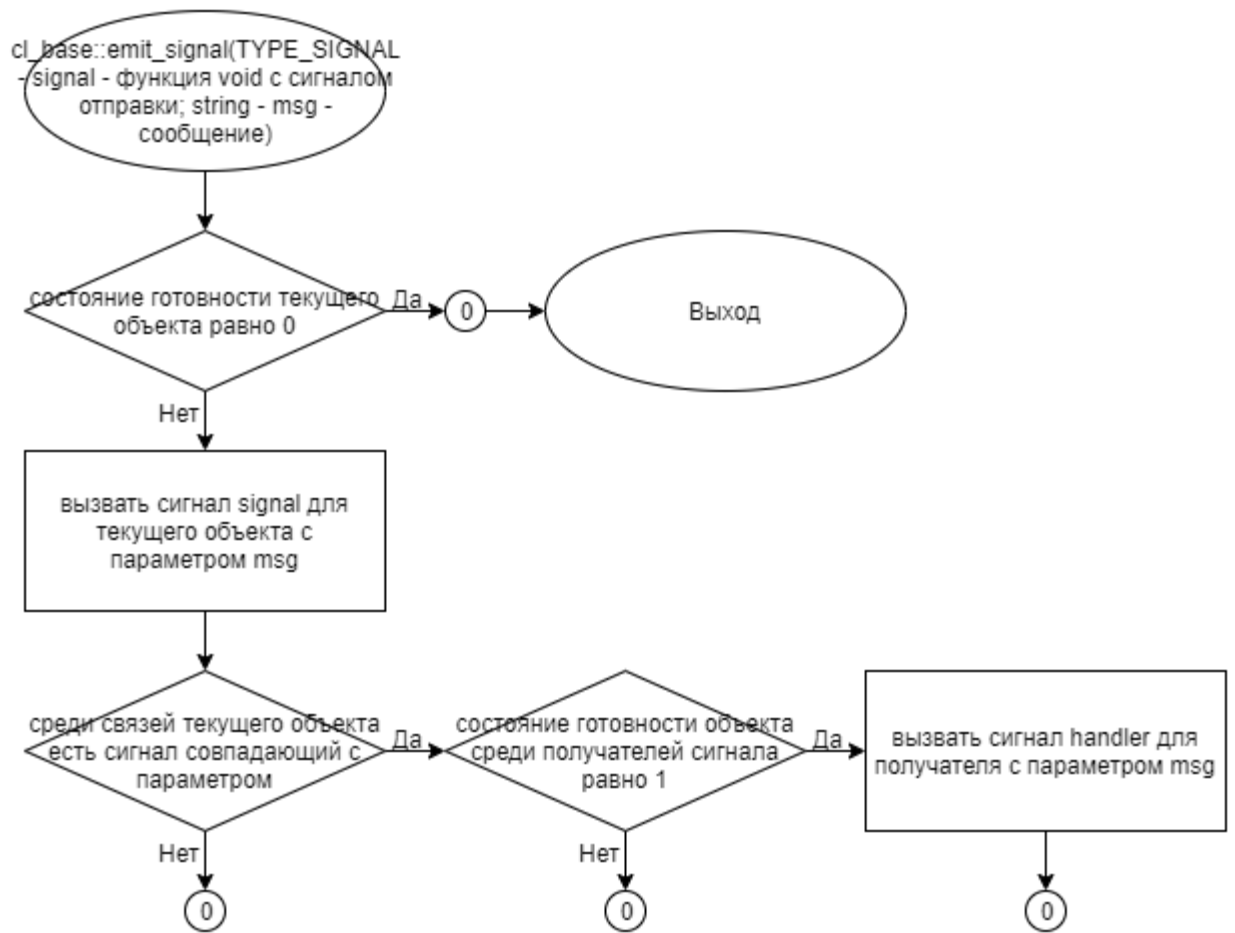 cl_base::emit_signal(TYPE_SIGNAL
- signal - функция void с сигналом
отправки; string - msg -
сообщение)
состояние готовности текущего
объекта равно 0
Да
0
Выход
Нет
вызвать сигнал signal для
текущего объекта с
параметром msg
среди связей текущего объекта
есть сигнал совпадающий с
параметром
Да
состояние готовности объекта
среди получателей сигнала
равно 1
Да
вызвать сигнал handler для
получателя с параметром msg
Нет
Нет
0
0
0